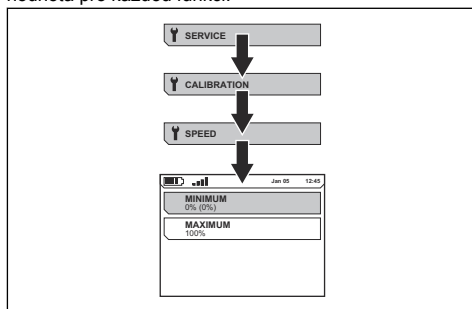 hodnota pro každou funkci.
SERVICE
CALIBRATION
SPEED
Jan 05 12:45
MINIMUM
0% (0%)
MAXIMUM
100%